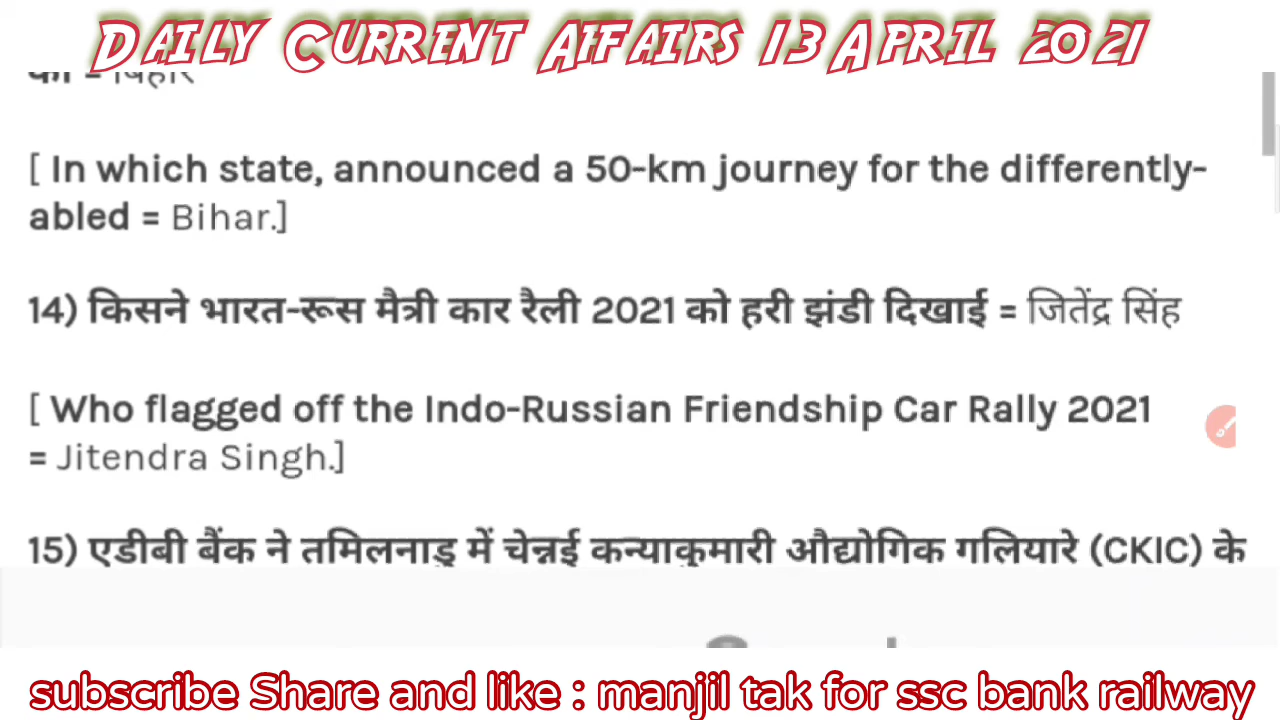 DAILY CURRENT AFFAIRS 13 APRIL 2021
का = बिहार
[ In which state, announced a 50-km journey for the differently-
abled = Bihar.]
14) किसने भारत-रूस मैत्री कार रैली 2021 को हरी झंडी दिखाई = जितेंद्र सिंह
[ Who flagged off the Indo-Russian Friendship Car Rally 2021
= Jitendra Singh.]
15) एडीबी बैंक ने तमिलनाडु में चेन्नई कन्याकुमारी औद्योगिक गलियारे (CKIC) के
subscribe Share and like : manjil tak for ssc bank railway